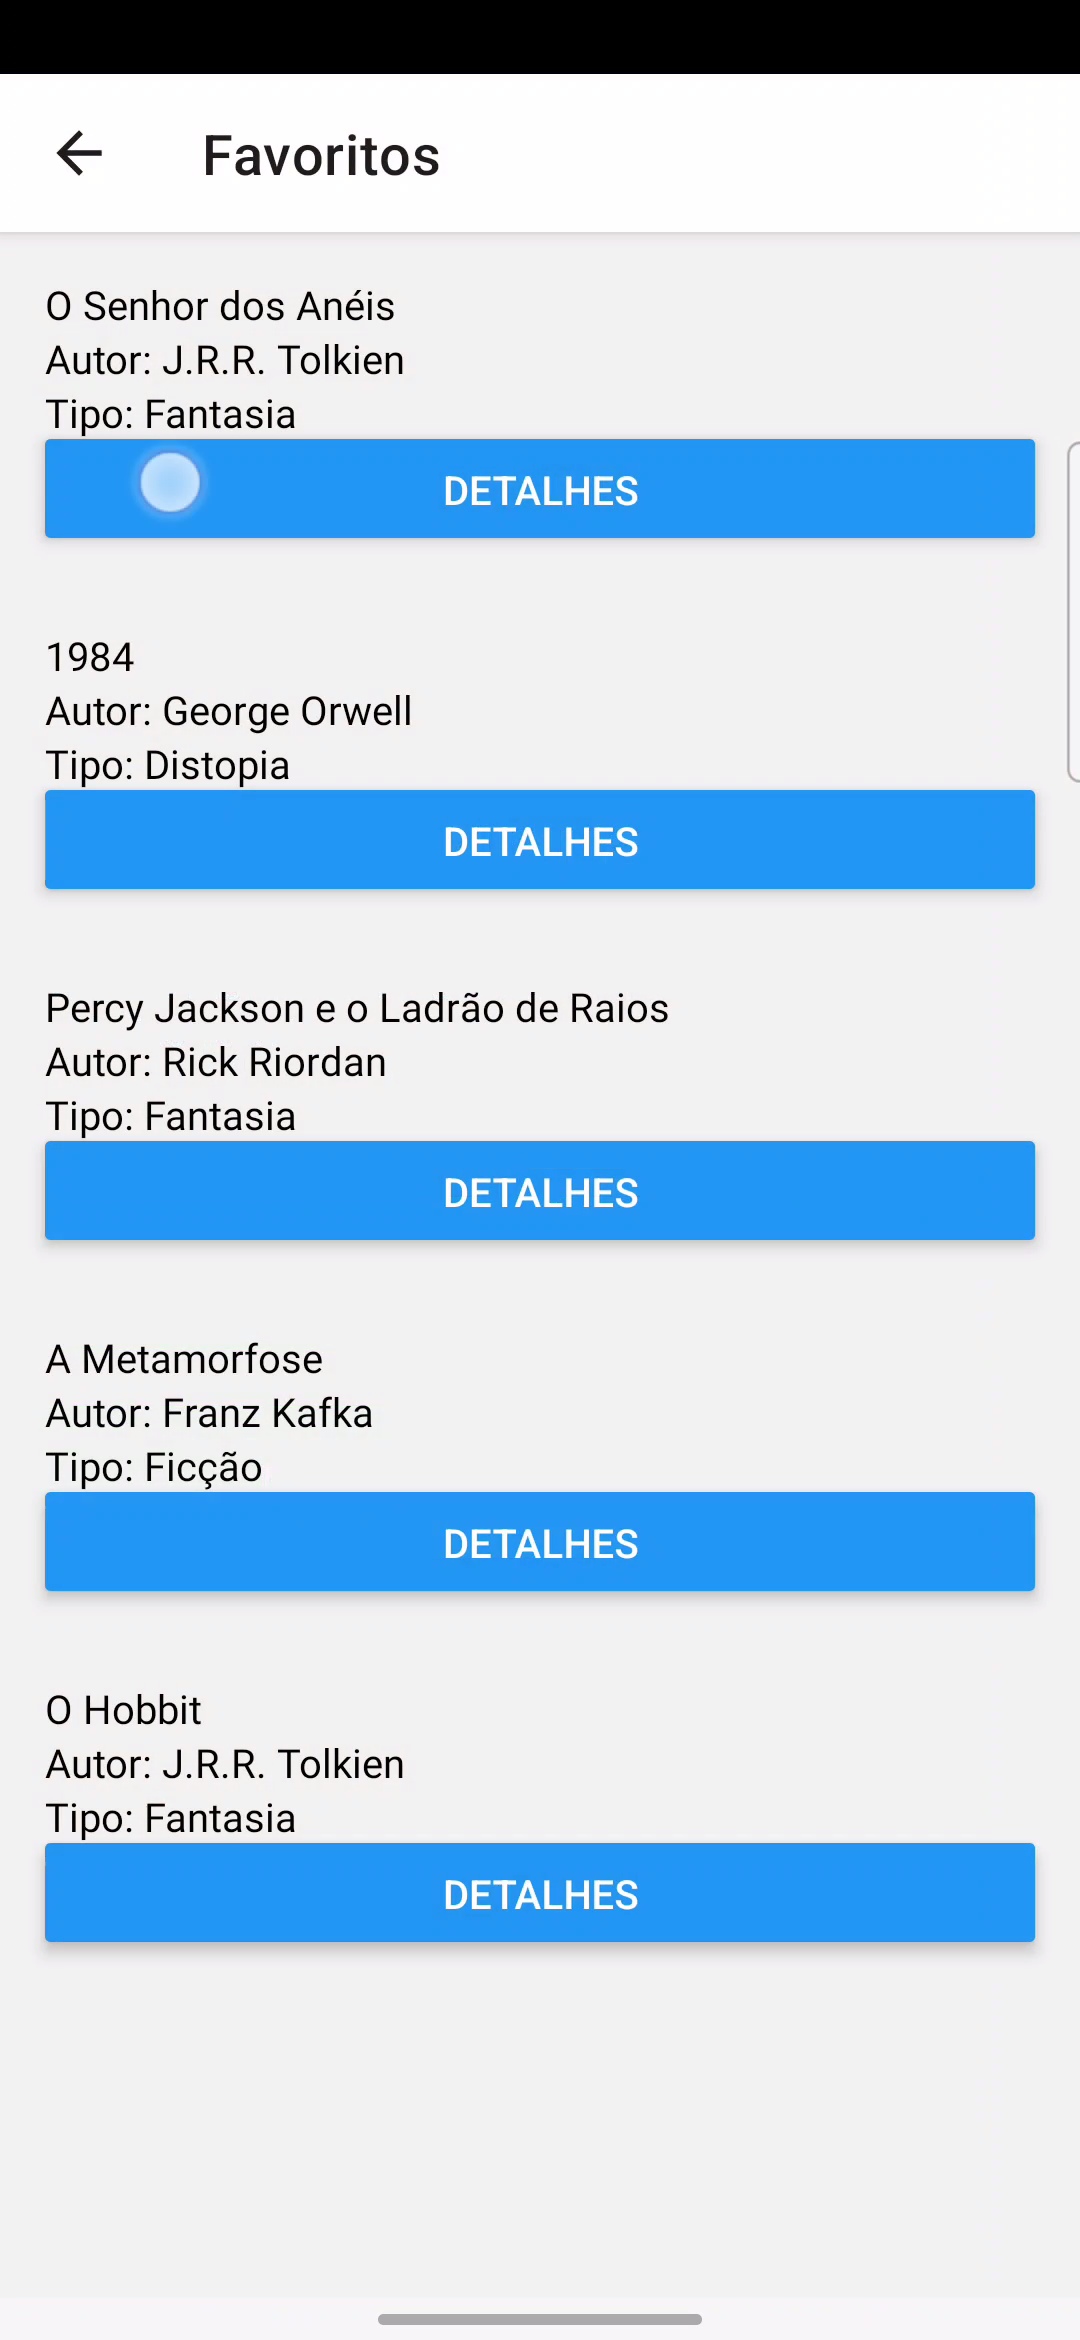 Favoritos
O Senhor dos Anéis
Autor: J.R.R. Tolkien
Tipo: Fantasia
DETALHES
1984
Autor: George Orwell
Tipo: Distopia
DETALHES
Percy Jackson e o Ladrão de Raios
Autor: Rick Riordan
Tipo: Fantasia
DETALHES
A Metamorfose
Autor: Franz Kafka
Tipo: Ficção
DETALHES
O Hobbit
Autor: J.R.R. Tolkien
Tipo: Fantasia
DETALHES